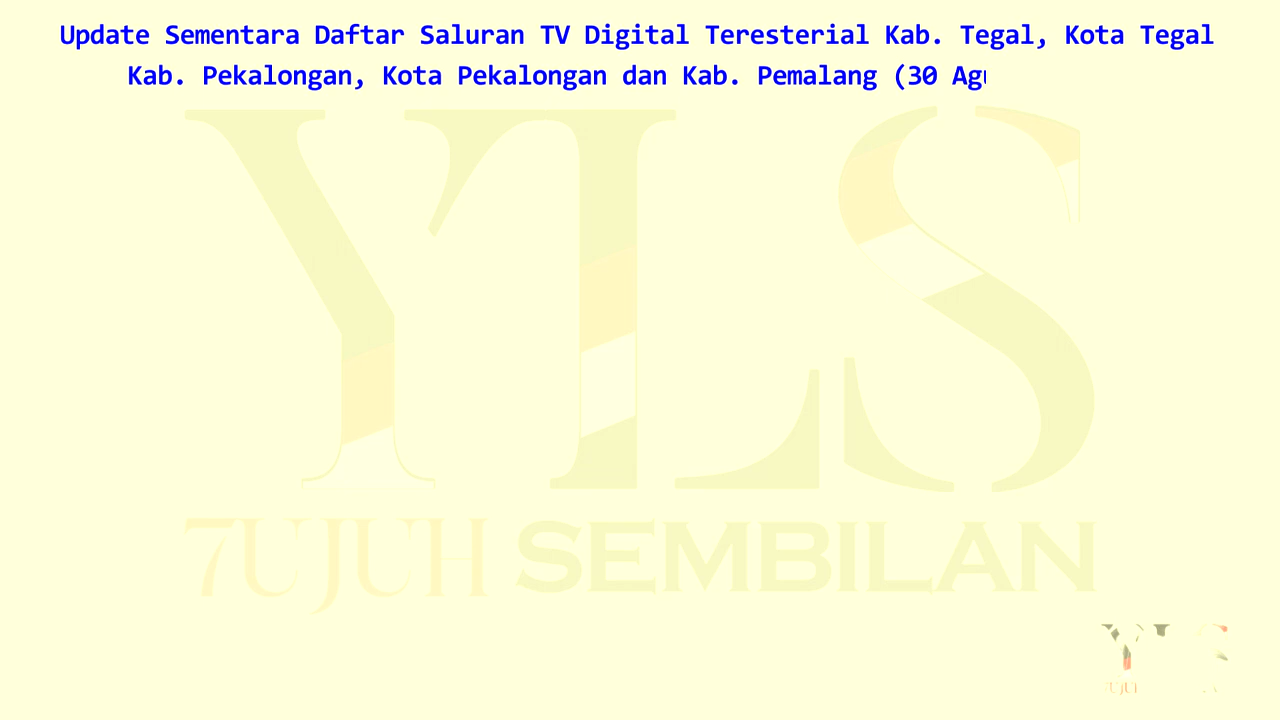 Update Sementara Daftar Saluran TV Digital Teresterial Kab. Tegal, Kota Tegal
Kab. Pekalongan, Kota Pekalongan dan Kab. Pemalang (30
YLS
7UJUH SEMBILAN